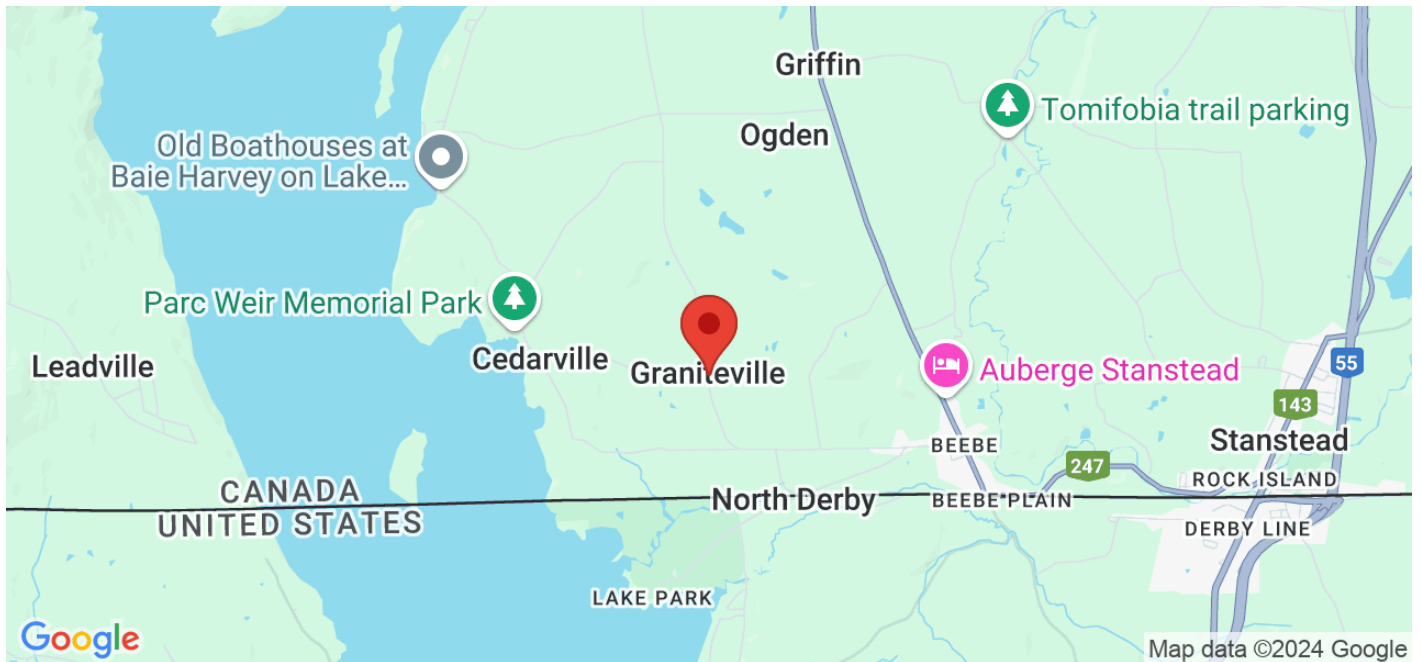 Griffin
Tomifobia trail parking
Ogden
Old Boathouses at
Baie Harvey on Lake...
Parc Weir Memorial Park
Cedarville
Graniteville
Leadville
Auberge Stanstead
55
143
Stanstead
BEEBE
247
ROCK ISLAND
CANADA
UNITED STATES
North Derby
BEEBE PLAIN
DERBY LINE
LAKE PARK
Google
Map data ©2024 Google